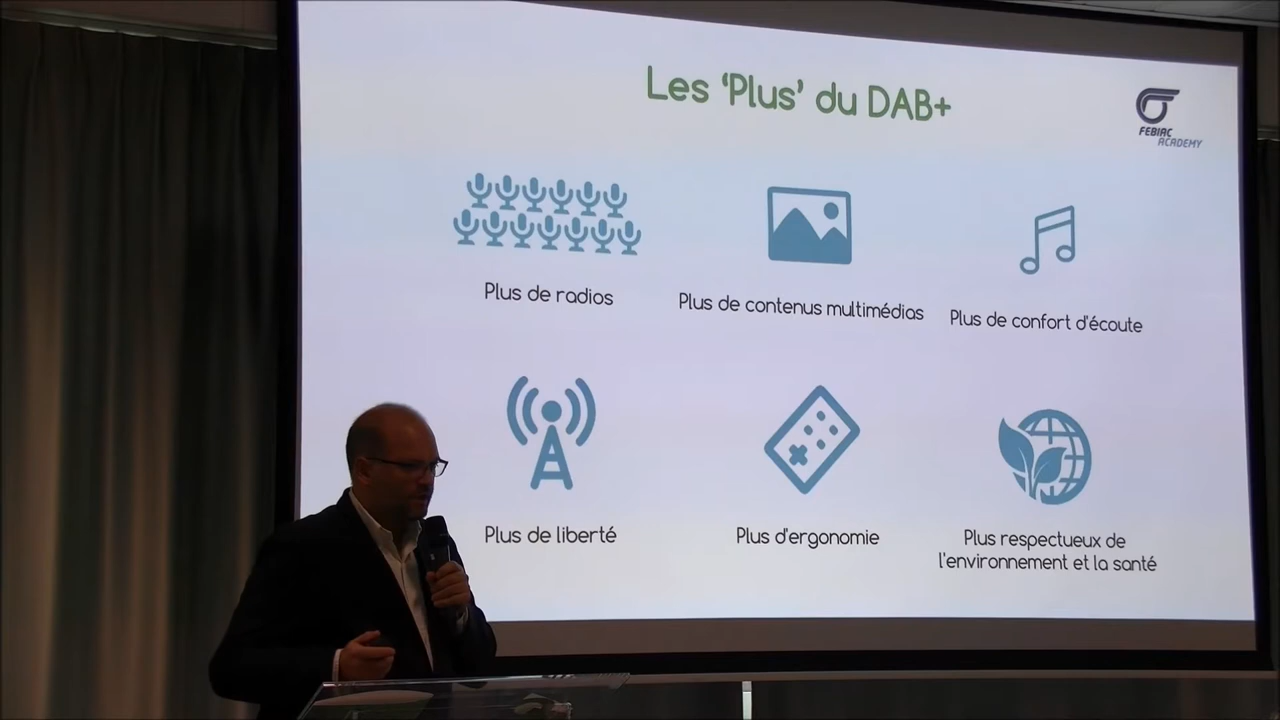 Les ‘Plus’ du DAB+
FEBIAC
ACADEMY
Plus de radios
Plus de contenus multimédias
Plus de confort d'écoute
Plus de liberté
Plus d'ergonomie
Plus respectueux de
l'environnement et la santé